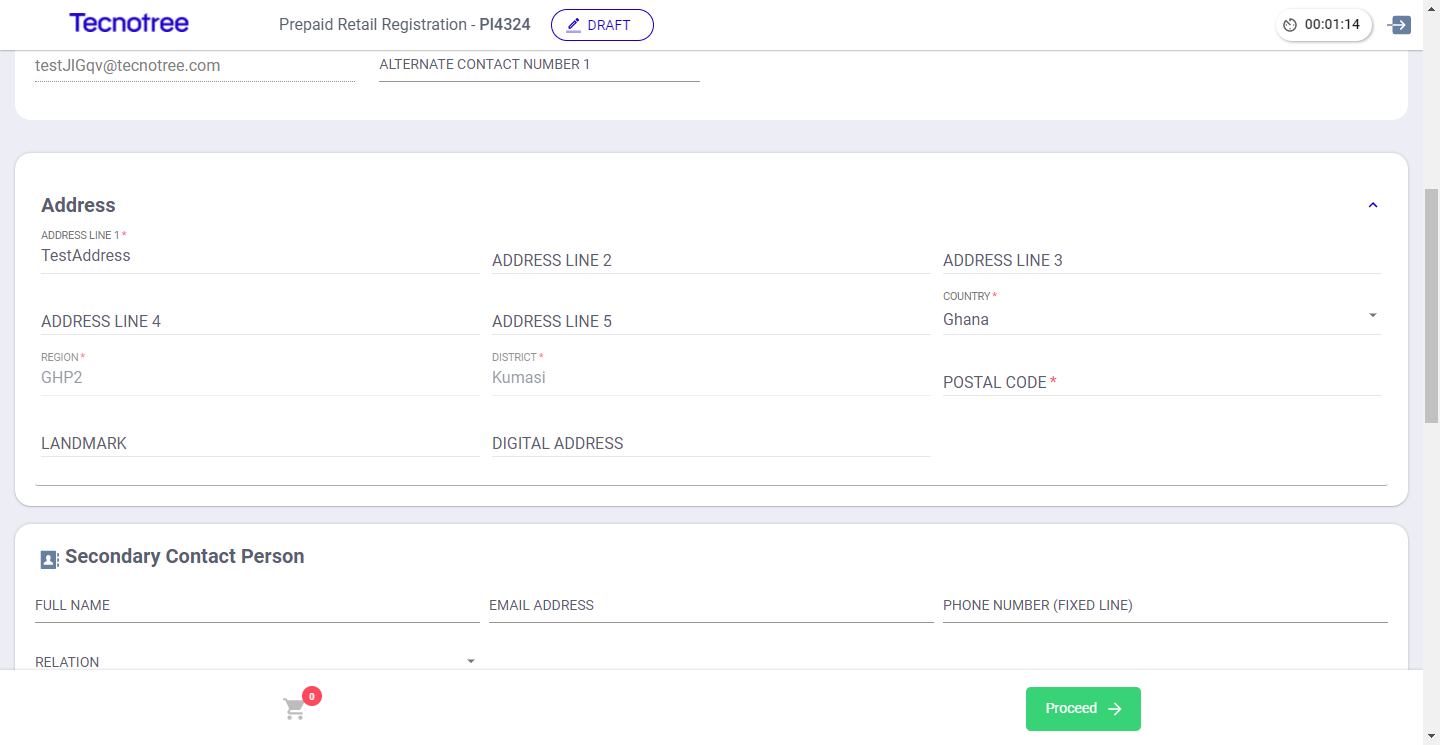 Tecnotree
Prepaid Retail Registration - PI4324
DRAFT
00:01:14
testJIGqv@tecnotree.com
ALTERNATE CONTACT NUMBER 1
Address
ADDRESS LINE 1 *
TestAddress
ADDRESS LINE 2
ADDRESS LINE 3
ADDRESS LINE 4
ADDRESS LINE 5
COUNTRY *
Ghana
REGION *
GHP2
DISTRICT *
Kumasi
POSTAL CODE *
LANDMARK
DIGITAL ADDRESS
Secondary Contact Person
FULL NAME
EMAIL ADDRESS
PHONE NUMBER (FIXED LINE)
RELATION
0
Proceed